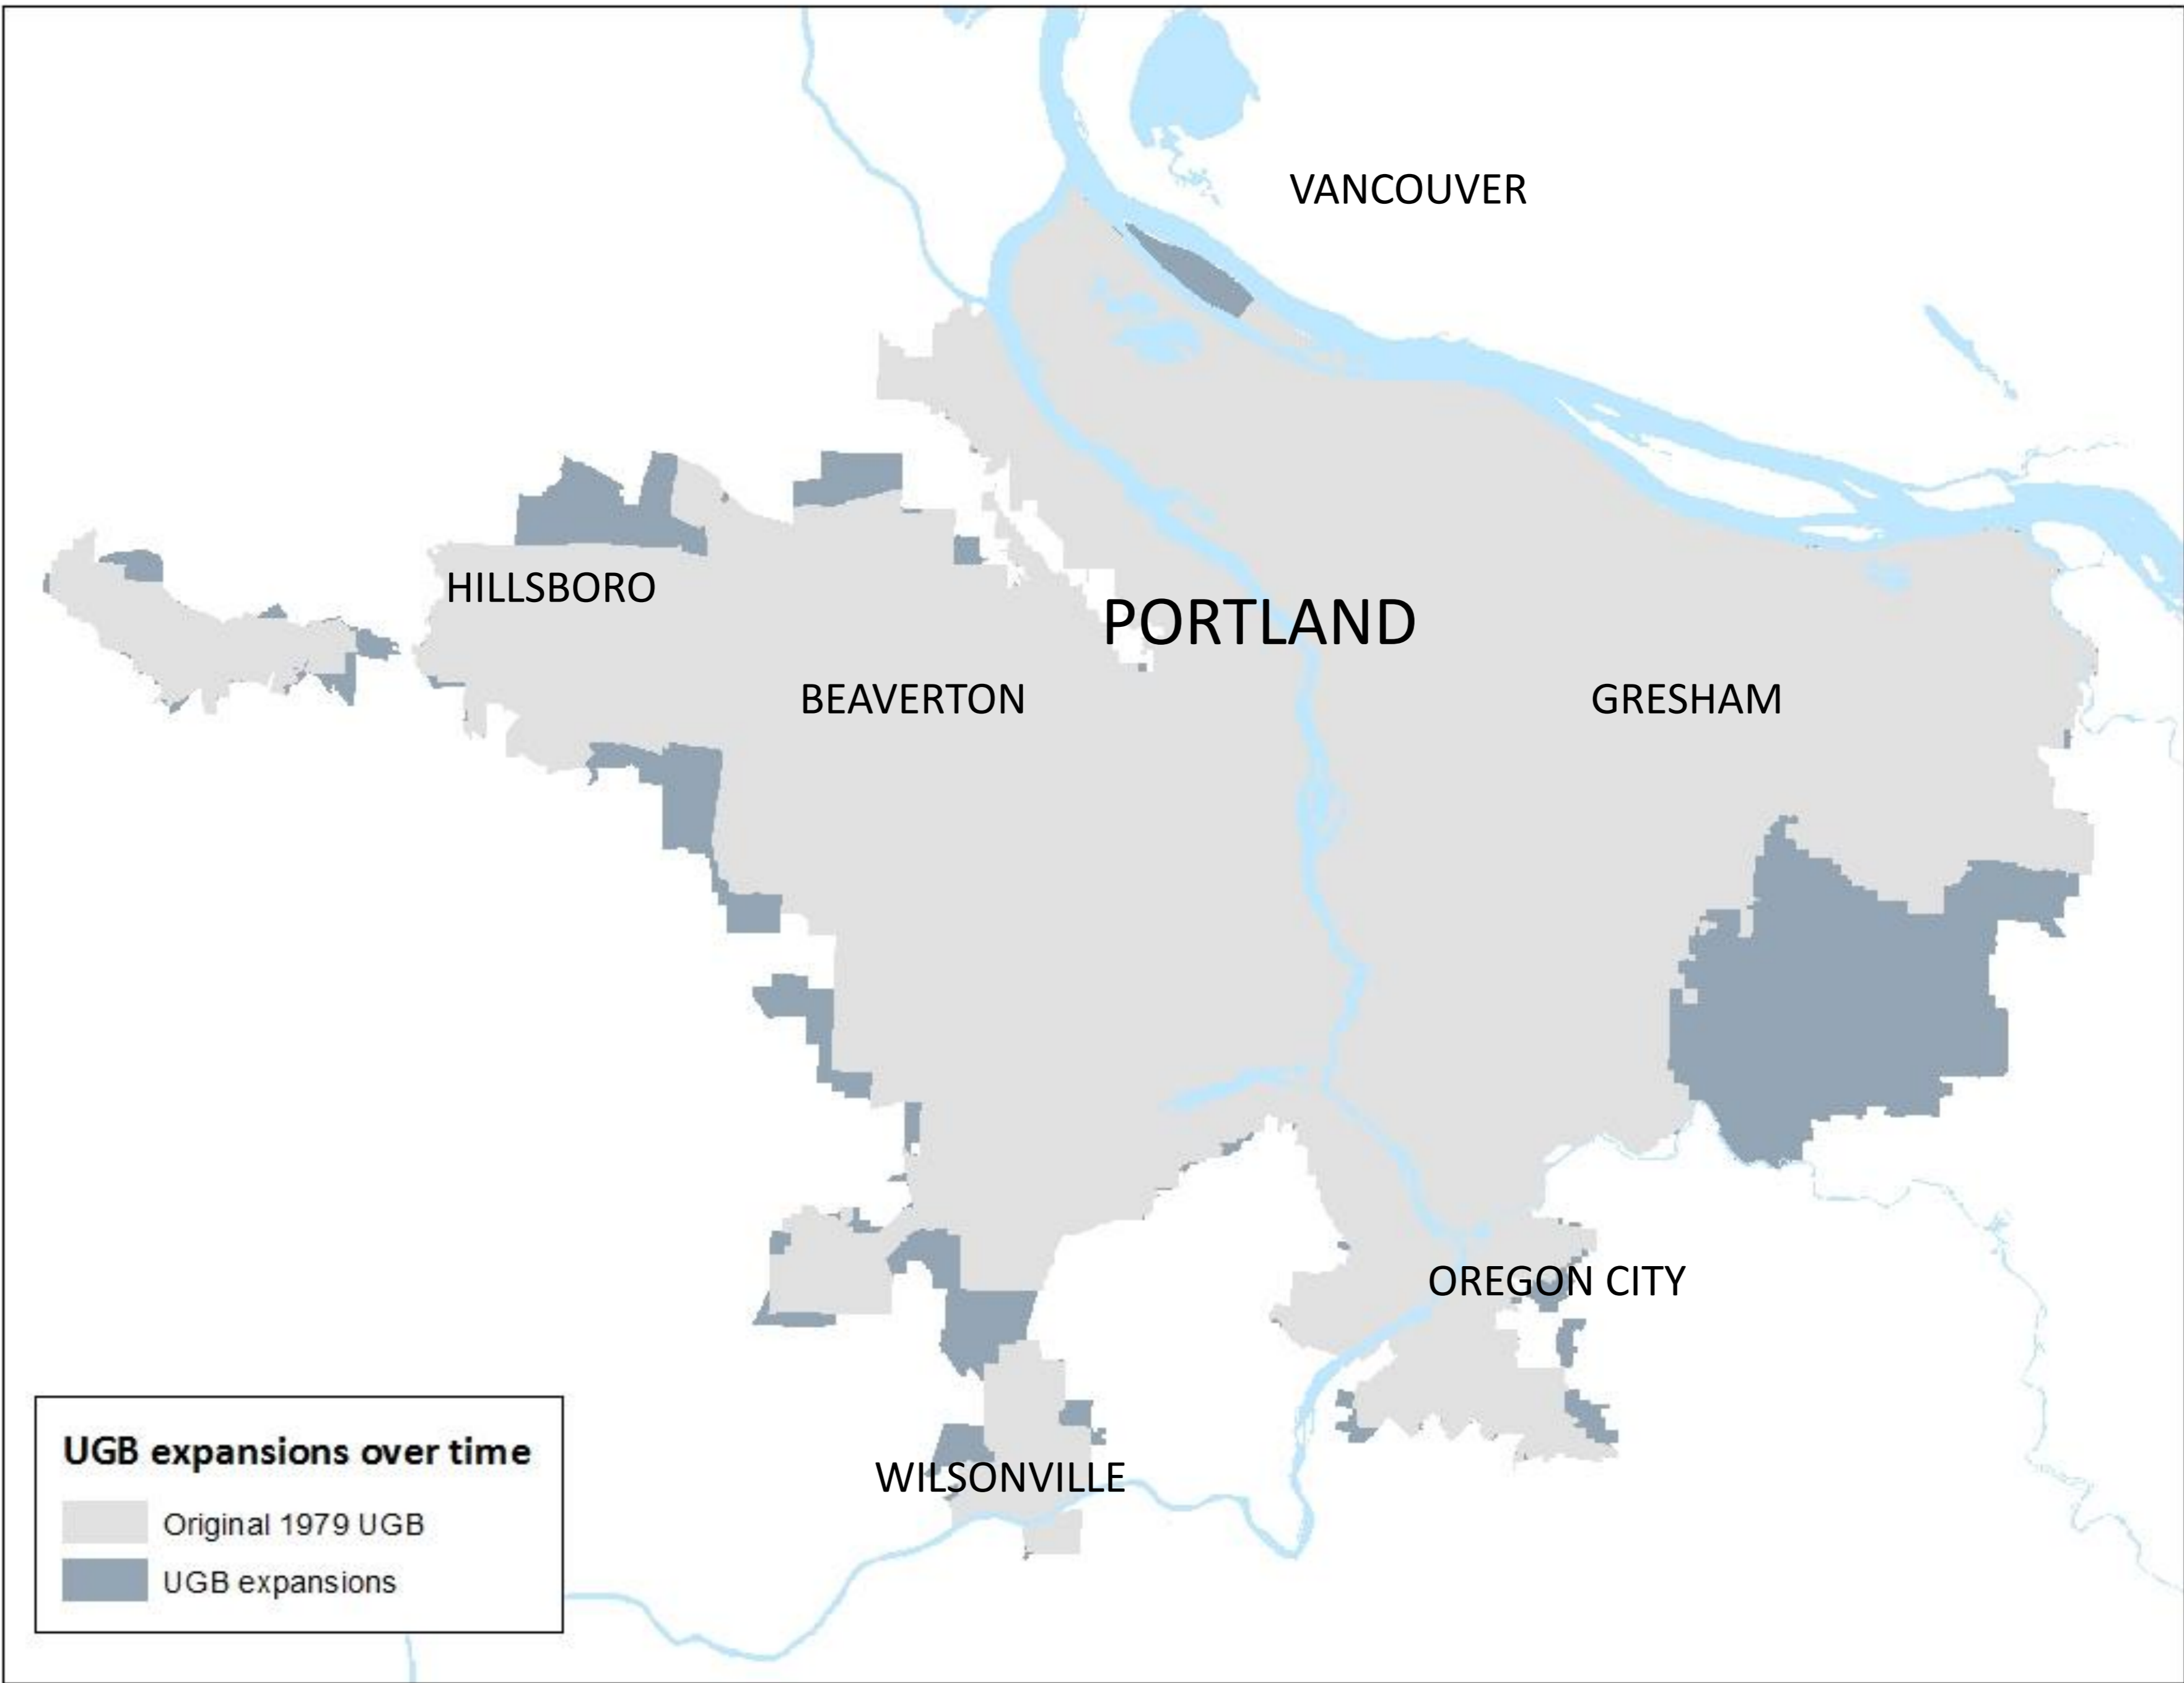 VANCOUVER
HILLSBORO
PORTLAND
BEAVERTON
GRESHAM
OREGON CITY
WILSONVILLE
UGB expansions over time
Original 1979 UGB
UGB expansions